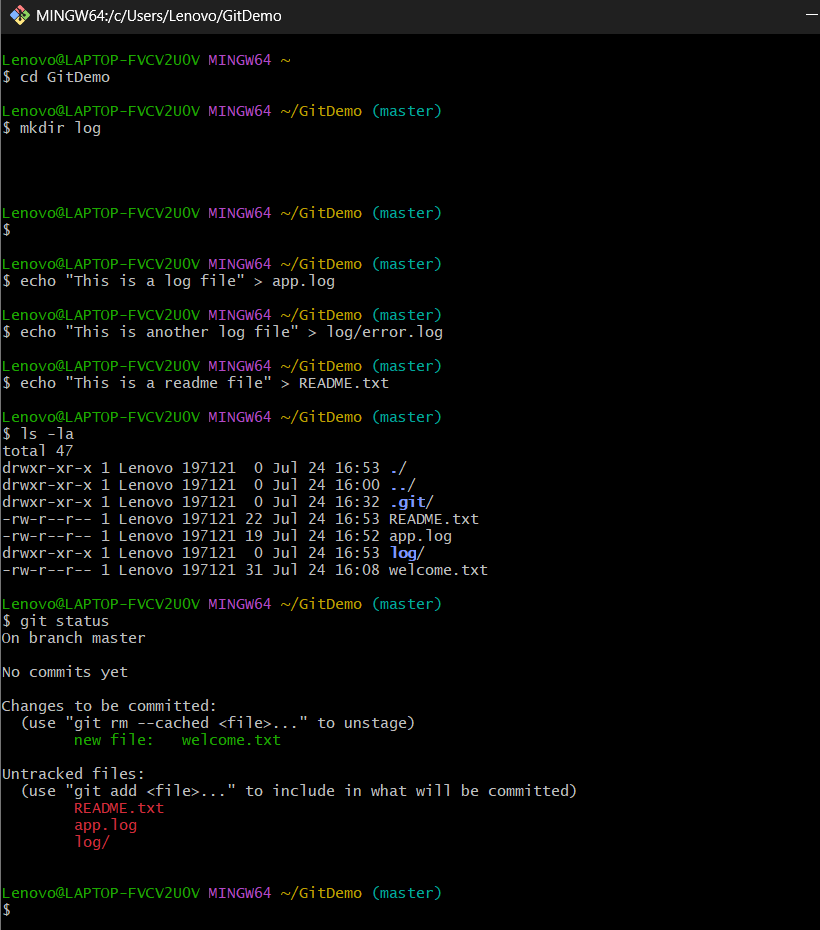 MINGW64:/c/Users/Lenovo/GitDemo
Lenovo@LAPTOP-FVCV2U0V MINGW64 ~
$ cd GitDemo
Lenovo@LAPTOP-FVCV2U0V MINGW64 ~/GitDemo (master)
$ mkdir log
Lenovo@LAPTOP-FVCV2U0V MINGW64 ~/GitDemo (master)
$
Lenovo@LAPTOP-FVCV2U0V MINGW64 ~/GitDemo (master)
$ echo "This is a log file" > app.log
Lenovo@LAPTOP-FVCV2U0V MINGW64 ~/GitDemo (master)
$ echo "This is another log file" > log/error.log
Lenovo@LAPTOP-FVCV2U0V MINGW64 ~/GitDemo (master)
$ echo "This is a readme file" > README.txt
Lenovo@LAPTOP-FVCV2U0V MINGW64 ~/GitDemo (master)
$ ls -la
total 47
drwxr-xr-x 1 Lenovo 197121  0 Jul 24 16:53 ./
drwxr-xr-x 1 Lenovo 197121  0 Jul 24 16:00 ../
drwxr-xr-x 1 Lenovo 197121  0 Jul 24 16:32 .git/
-rw-r--r-- 1 Lenovo 197121 22 Jul 24 16:53 README.txt
-rw-r--r-- 1 Lenovo 197121 19 Jul 24 16:52 app.log
drwxr-xr-x 1 Lenovo 197121  0 Jul 24 16:53 log/
-rw-r--r-- 1 Lenovo 197121 31 Jul 24 16:08 welcome.txt
Lenovo@LAPTOP-FVCV2U0V MINGW64 ~/GitDemo (master)
$ git status
On branch master
No commits yet
Changes to be committed:
  (use "git rm --cached <file>..." to unstage)
        new file:   welcome.txt
Untracked files:
  (use "git add <file>..." to include in what will be committed)
        README.txt
        app.log
        log/
Lenovo@LAPTOP-FVCV2U0V MINGW64 ~/GitDemo (master)
$